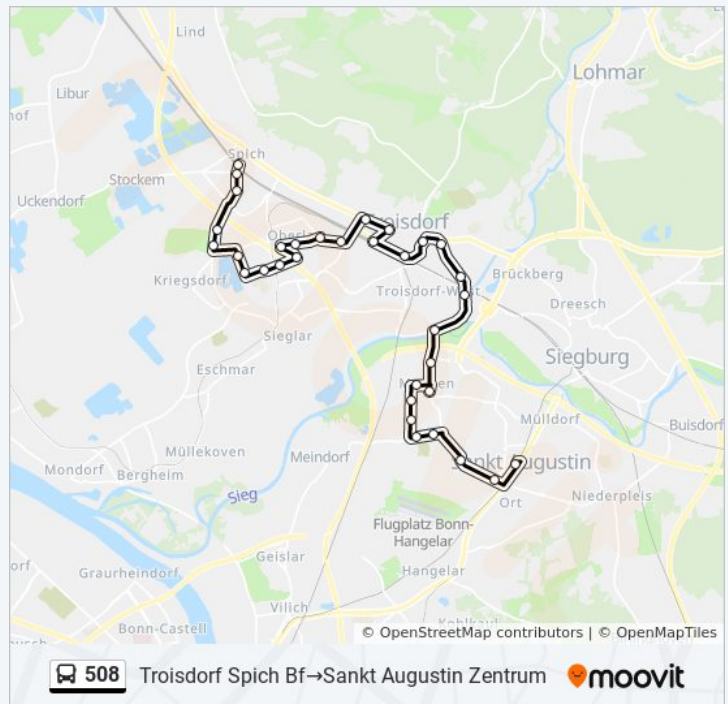 Lind
Lohmar
Libur
Spich
Stockem
Uckendorf
Troisdorf
Brückberg
Kriegsdorf
Troisdorf-West
Dreesch
Sieglar
Siegburg
Eschmar
Mülldorf
Buisdorf
Müllekoven
Meindorf
Sankt Augustin
Mondorf
Bergheim
Sieg
Ort
Niederpleis
Flugplatz Bonn-
Hangelar
Geislar
Graurheindorf
Hangelar
Vilich
Bonn-Castell
© OpenStreetMap contributors | © OpenMapTiles
508 Troisdorf Spich Bf→Sankt Augustin Zentrum moovit